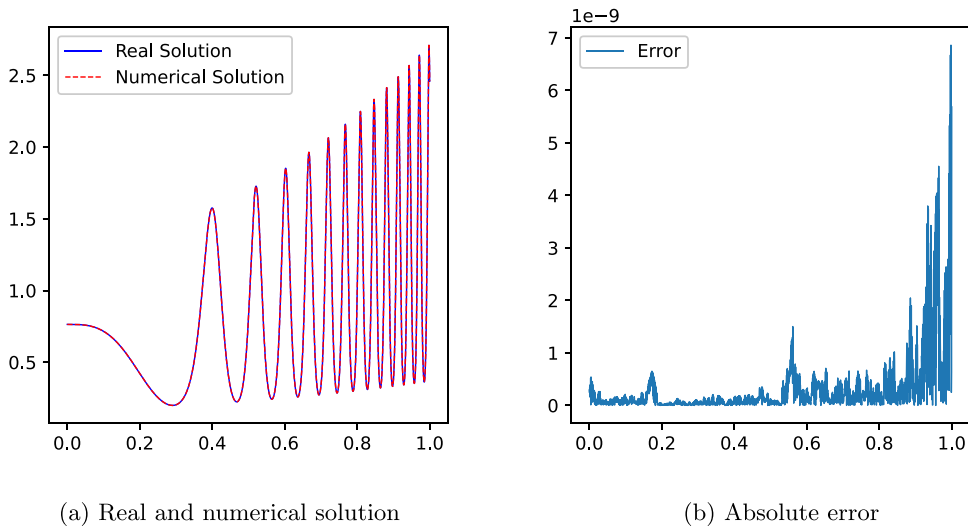 1e−9
Real Solution
Numerical Solution
Error
2.5
2.0
1.5
1.0
0.5
7
6
5
4
3
2
1
0
0.0 0.2 0.4 0.6 0.8 1.0
0.0 0.2 0.4 0.6 0.8 1.0
(a) Real and numerical solution
(b) Absolute error